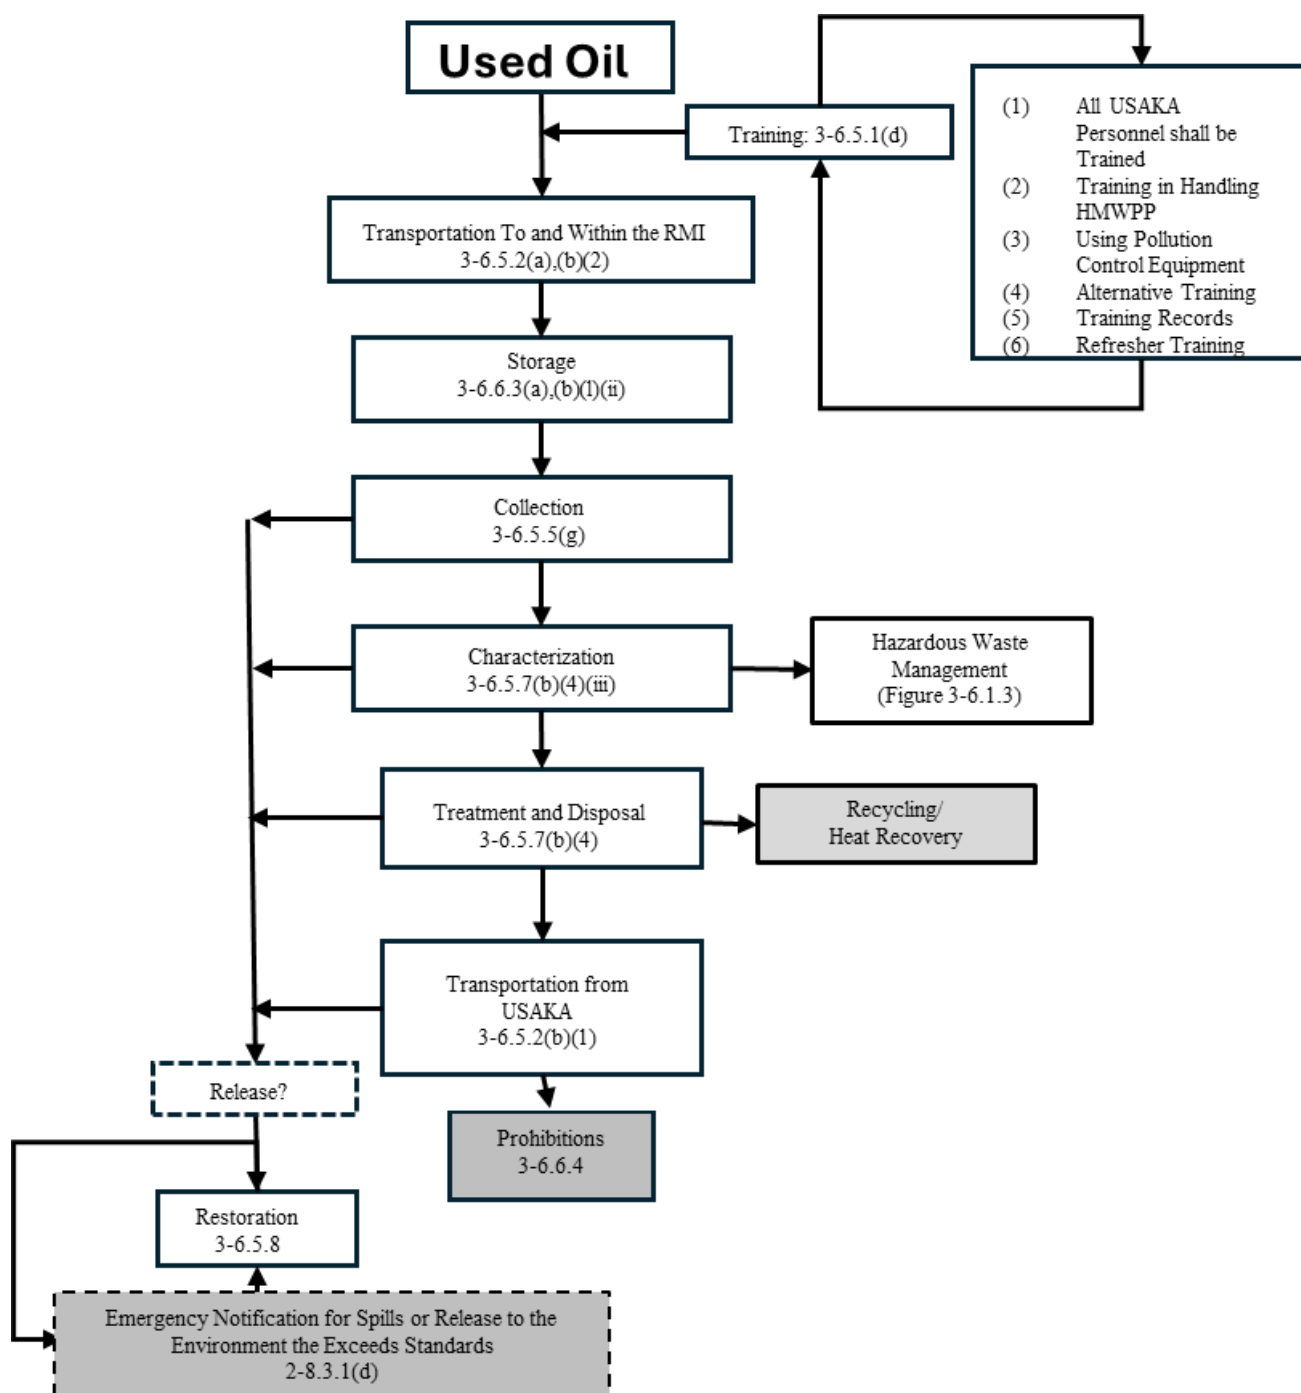 Used Oil
Training: 3-6.5.1(d)
(1) All USAKA
Personnel shall be
Trained
(2) Training in Handling
HMWPP
(3) Using Pollution
Control Equipment
(4) Alternative Training
(5) Training Records
(6) Refresher Training
Transportation To and Within the RMI
3-6.5.2(a),(b)(2)
Storage
3-6.6.3(a),(b)(l)(ii)
Collection
3-6.5.5(g)
Characterization
3-6.5.7(b)(4)(iii)
Hazardous Waste
Management
(Figure 3-6.1.3)
Treatment and Disposal
3-6.5.7(b)(4)
Recycling/
Heat Recovery
Transportation from
USAKA
3-6.5.2(b)(1)
Release?
Prohibitions
3-6.6.4
Restoration
3-6.5.8
Emergency Notification for Spills or Release to the
Environment the Exceeds Standards
2-8.3.1(d)